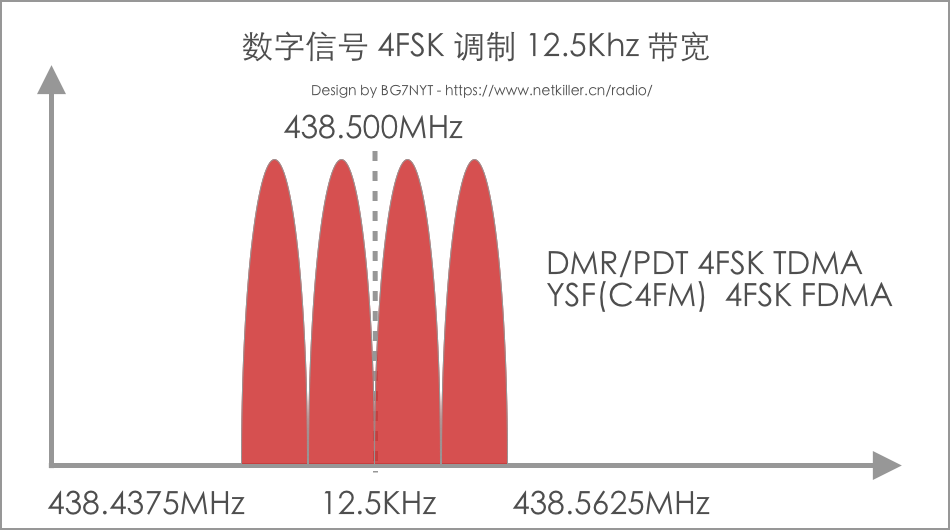 数字信号 4FSK 调制 12.5Khz 带宽
Design by BG7NYT - https://www.netkiller.cn/radio/
438.500MHz
DMR/PDT 4FSK TDMA
YSF(C4FM) 4FSK FDMA
438.4375MHz 12.5KHz 438.5625MHz